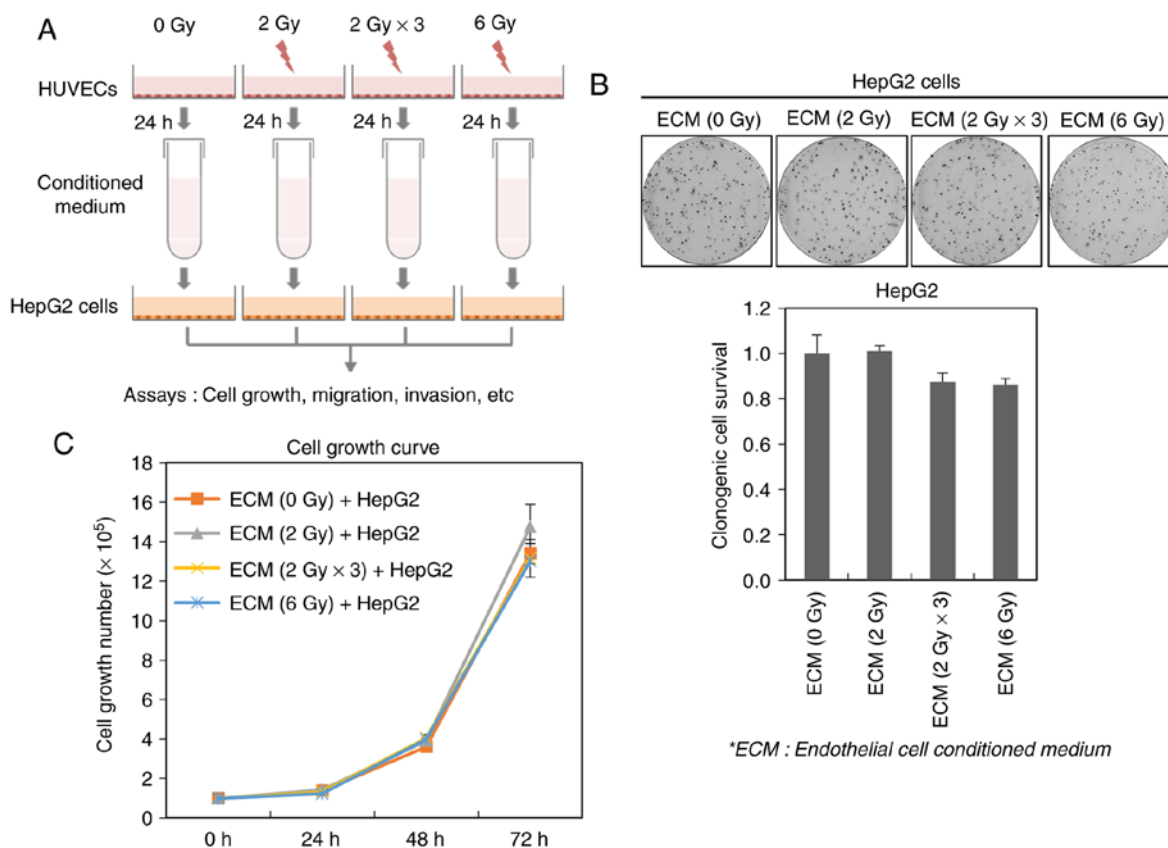 A
0 Gy 2 Gy 2 Gy × 3 6 Gy
HUVECs
24 h 24 h 24 h 24 h
Conditioned
medium
HepG2 cells
Assays : Cell growth, migration, invasion, etc
B
HepG2 cells
ECM (0 Gy) ECM (2 Gy) ECM (2 Gy × 3) ECM (6 Gy)
HepG2
Clonogenic cell survival
1.2
1.0
0.8
0.6
0.4
0.2
0.0
ECM (0 Gy)
ECM (2 Gy)
ECM (2 Gy × 3)
ECM (6 Gy)
*ECM : Endothelial cell conditioned medium
C
Cell growth curve
Cell growth number (× 10⁵)
18
16
14
12
10
8
6
4
2
0
ECM (0 Gy) + HepG2
ECM (2 Gy) + HepG2
ECM (2 Gy × 3) + HepG2
ECM (6 Gy) + HepG2
0 h 24 h 48 h 72 h